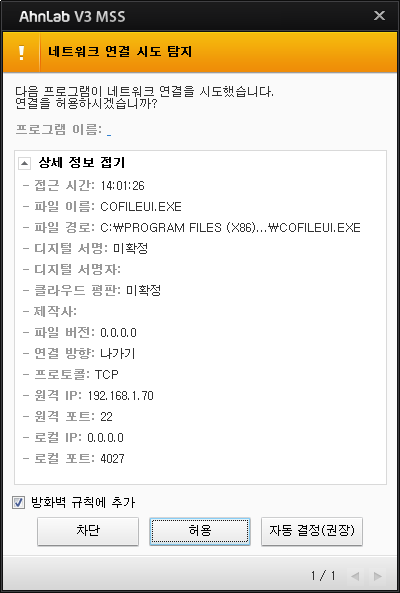 AhnLab V3 MSS
네트워크 연결 시도 탐지
다음 프로그램이 네트워크 연결을 시도했습니다.
연결을 허용하시겠습니까?
프로그램 이름: _
상세 정보 접기
- 접근 시간: 14:01:26
- 파일 이름: COFILEUI.EXE
- 파일 경로: C:￦PROGRAM FILES (X86)...￦COFILEUI.EXE
- 디지털 서명: 미확정
- 디지털 서명자:
- 클라우드 평판: 미확정
- 제작사:
- 파일 버전: 0.0.0.0
- 연결 방향: 나가기
- 프로토콜: TCP
- 원격 IP: 192.168.1.70
- 원격 포트: 22
- 로컬 IP: 0.0.0.0
- 로컬 포트: 4027
방화벽 규칙에 추가
차단 허용 자동 결정(권장)
1 / 1